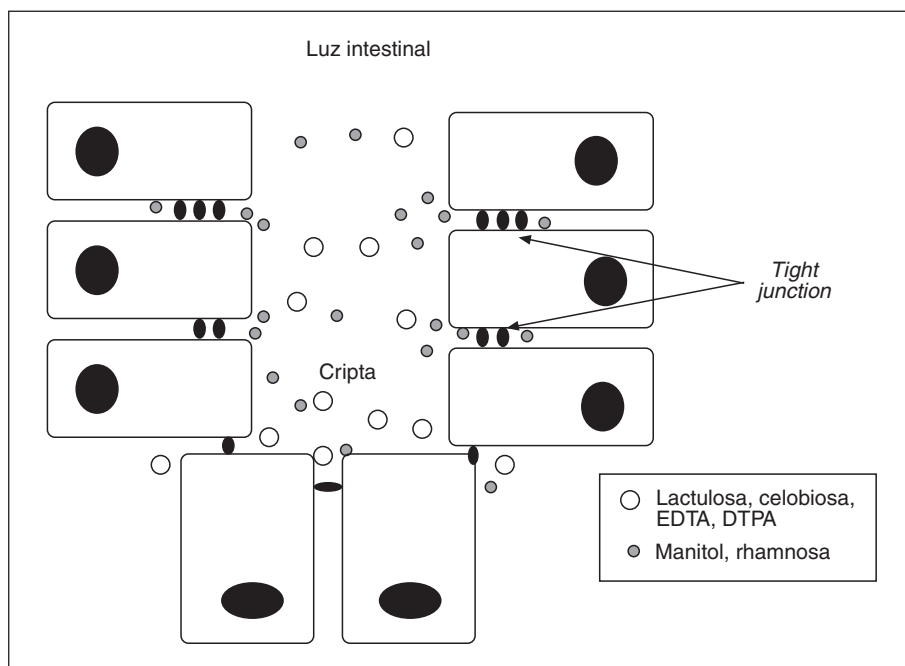 Luz intestinal
Tight
junction
Cripta
Lactulosa, celobiosa,
EDTA, DTPA
Manitol, rhamnosa